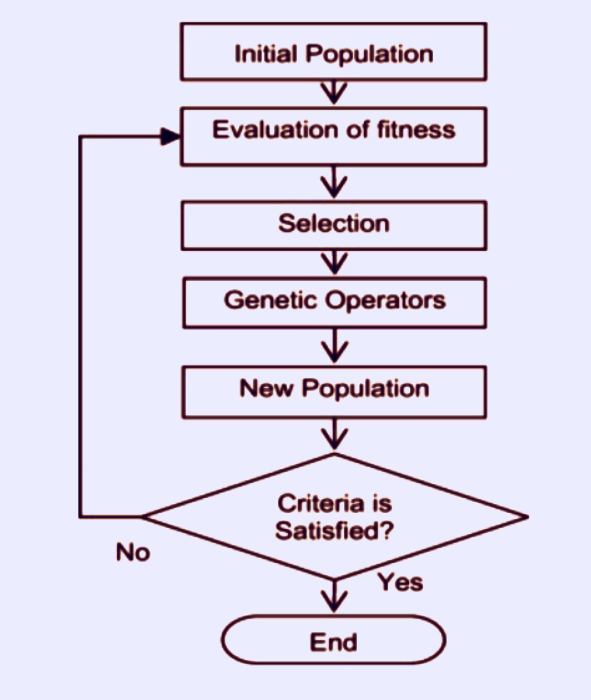 Initial Population
Evaluation of fitness
Selection
Genetic Operators
New Population
Criteria is
Satisfied?
No
Yes
End